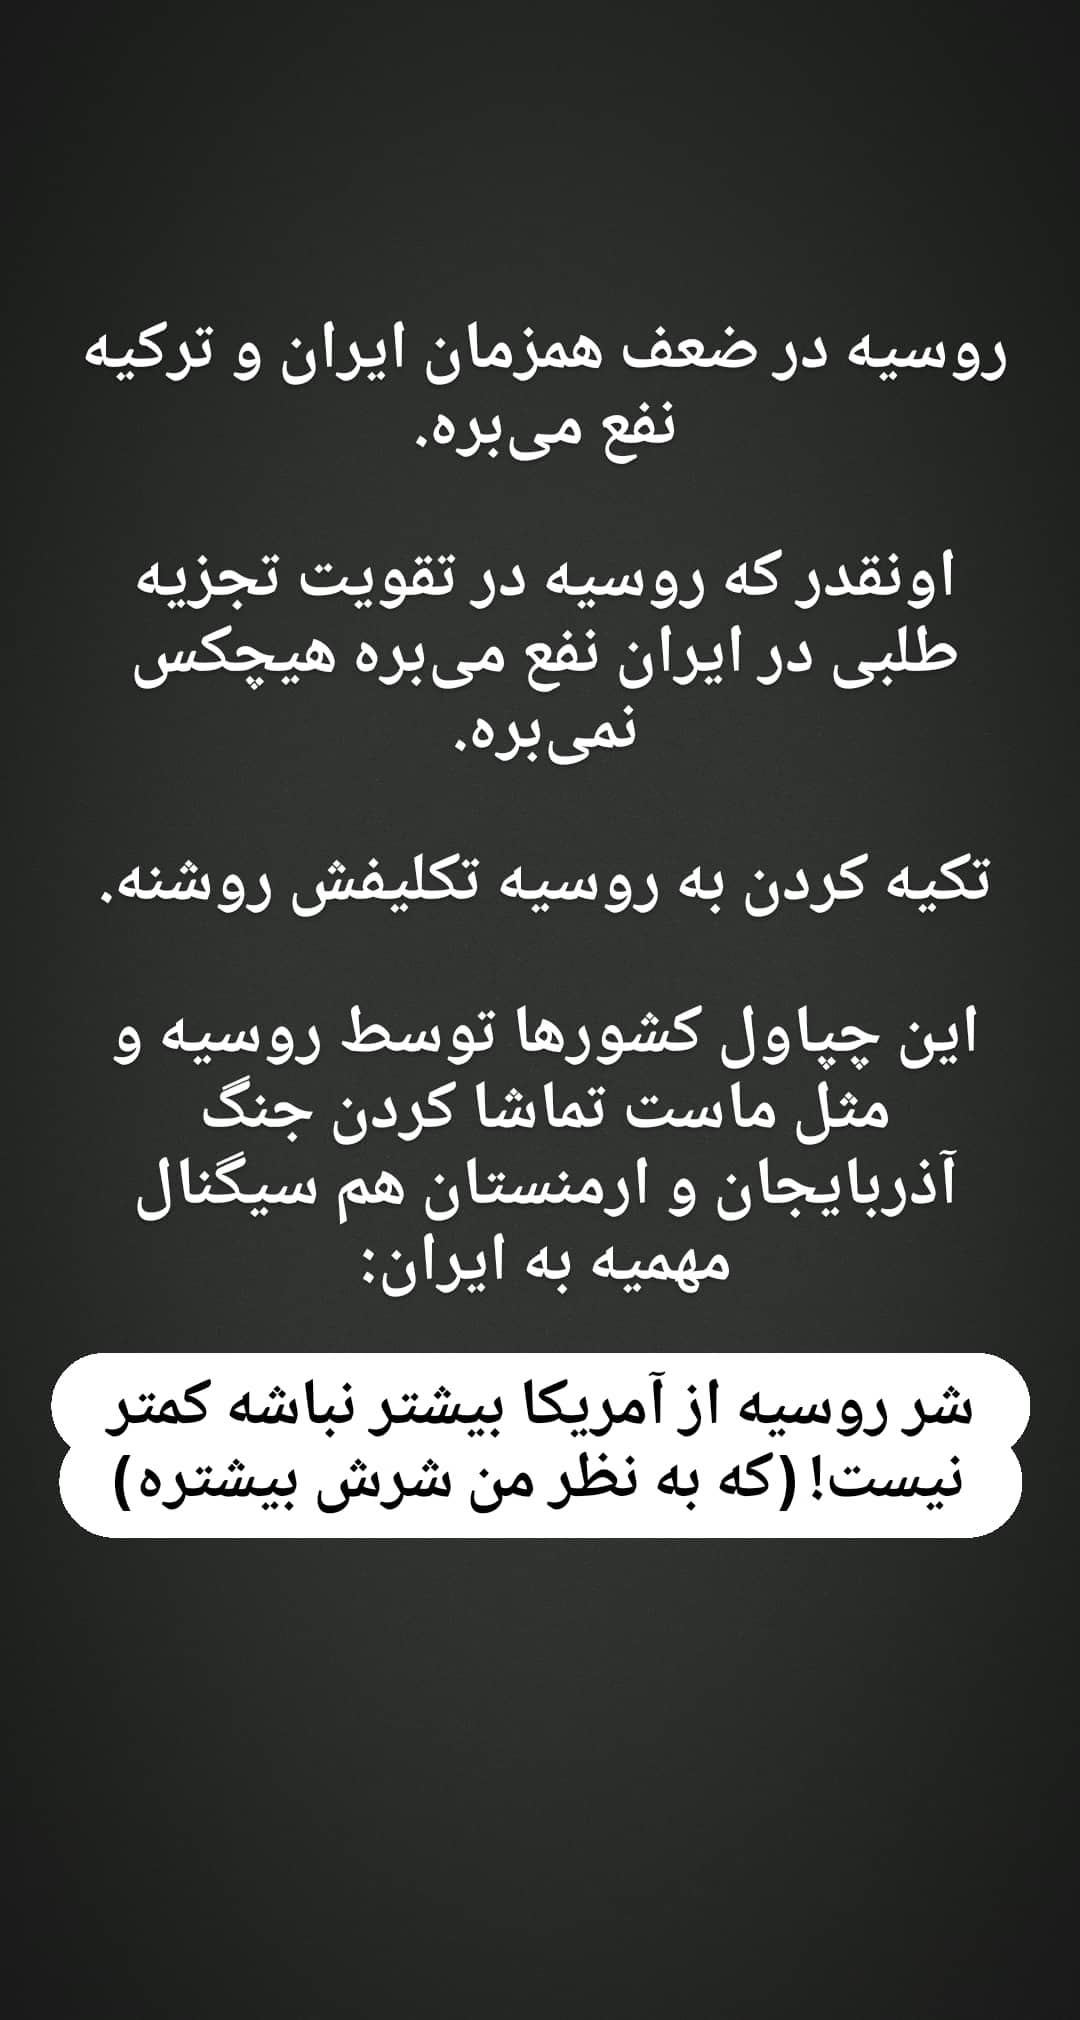 روسیه در ضعف همزمان ایران و ترکیه
نفع می‌بره.
اونقدر که روسیه در تقویت تجزیه
طلبی در ایران نفع می‌بره هیچکس
نمی‌بره.
تکیه کردن به روسیه تکلیفش روشنه.
این چپاول کشورها توسط روسیه و
مثل ماست تماشا کردن جنگ
آذربایجان و ارمنستان هم سیگنال
مهمیه به ایران:
شر روسیه از آمریکا بیشتر نباشه کمتر
نیست! (که به نظر من شرش بیشتره)